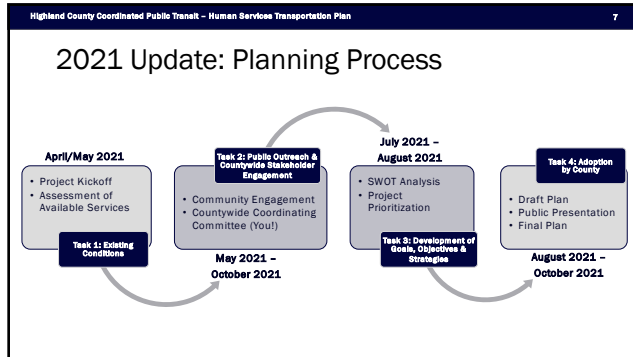 Highland County Coordinated Public Transit – Human Services Transportation Plan
7
2021 Update: Planning Process
April/May 2021
• Project Kickoff
• Assessment of
Available Services
Task 1: Existing
Conditions
Task 2: Public Outreach &
Countywide Stakeholder
Engagement
• Community Engagement
• Countywide Coordinating
Committee (You!)
May 2021 –
October 2021
July 2021 –
August 2021
• SWOT Analysis
• Project
Prioritization
Task 3: Development of
Goals, Objectives &
Strategies
Task 4: Adoption
by County
• Draft Plan
• Public Presentation
• Final Plan
August 2021 –
October 2021